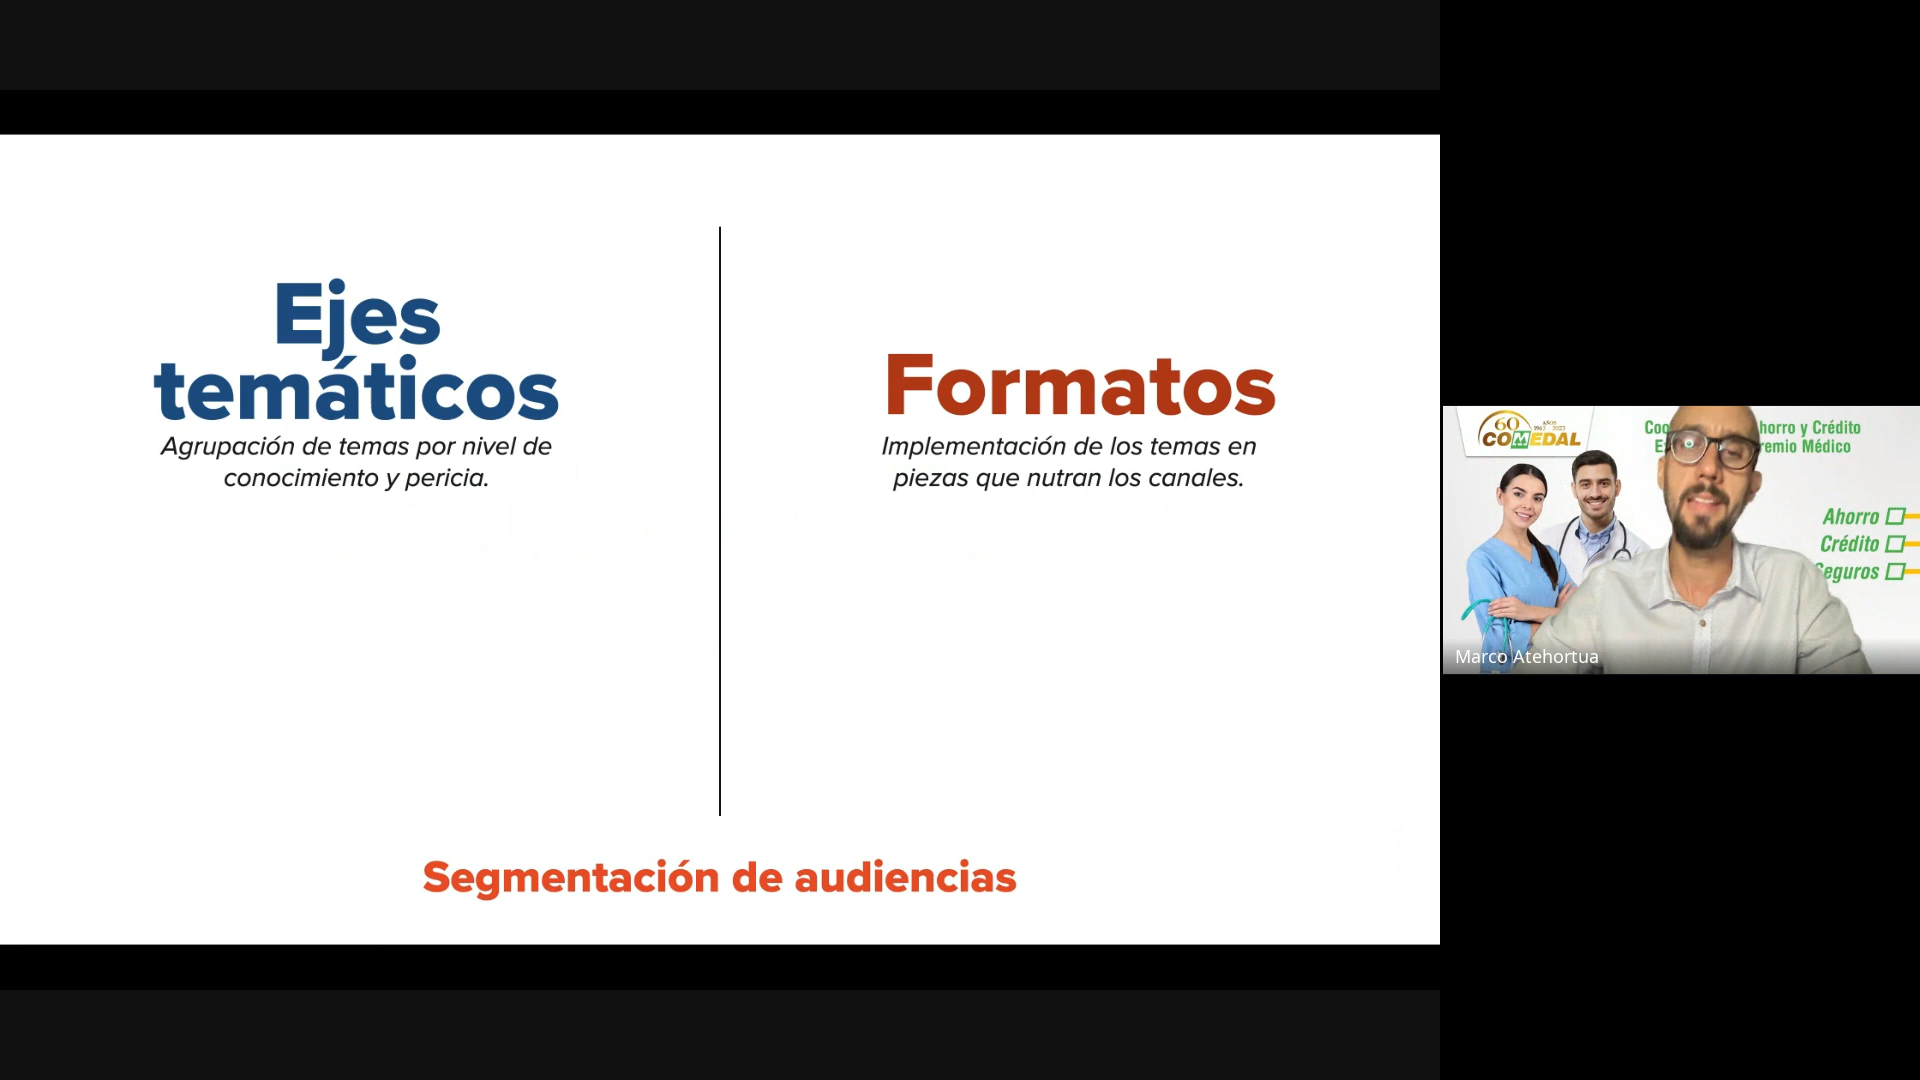 Ejes
temáticos
Agrupación de temas por nivel de
conocimiento y pericia.
Formatos
Implementación de los temas en
piezas que nutran los canales.
Segmentación de audiencias
60 AÑOS
COMEDAL
horro y Crédito
remio Médico
Ahorro
Crédito
eguros
Marco Atehortua